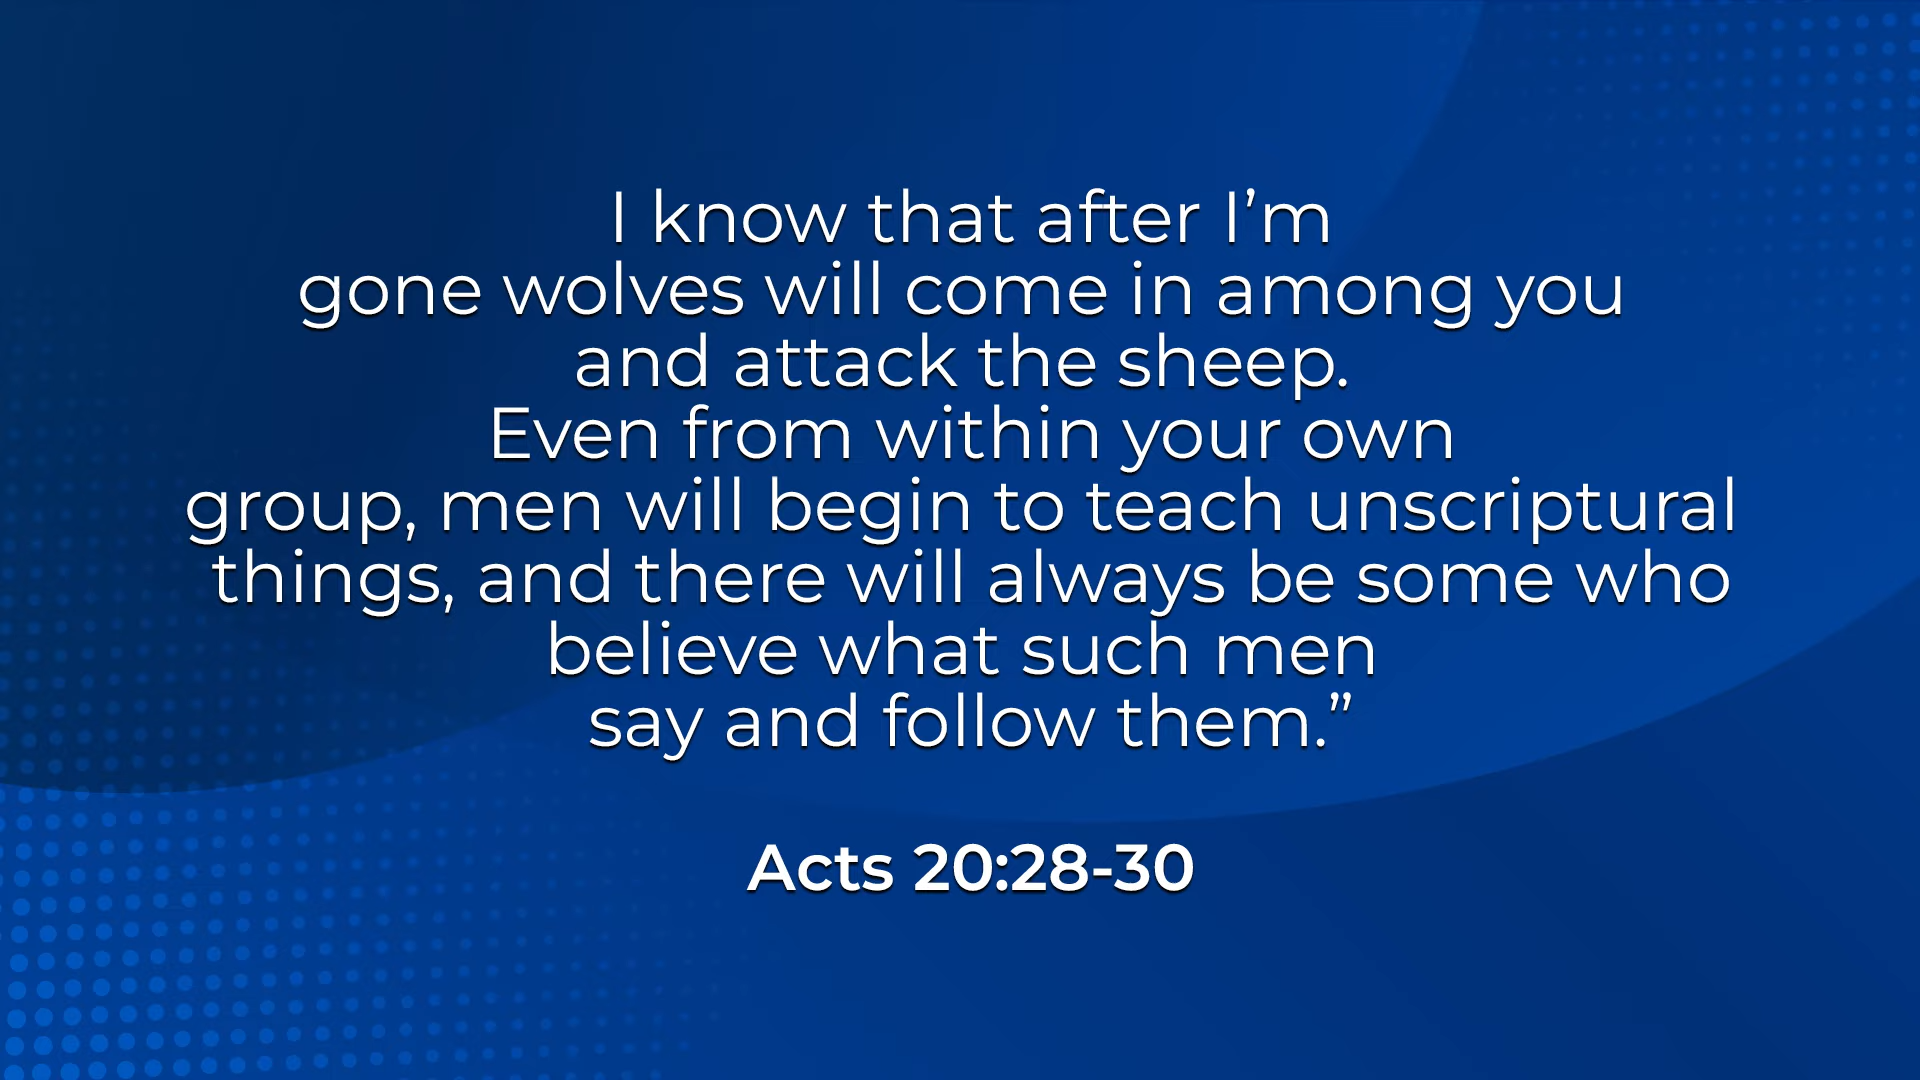 I know that after I’m
gone wolves will come in among you
and attack the sheep.
Even from within your own
group, men will begin to teach unscriptural
things, and there will always be some who
believe what such men
say and follow them.”
Acts 20:28-30